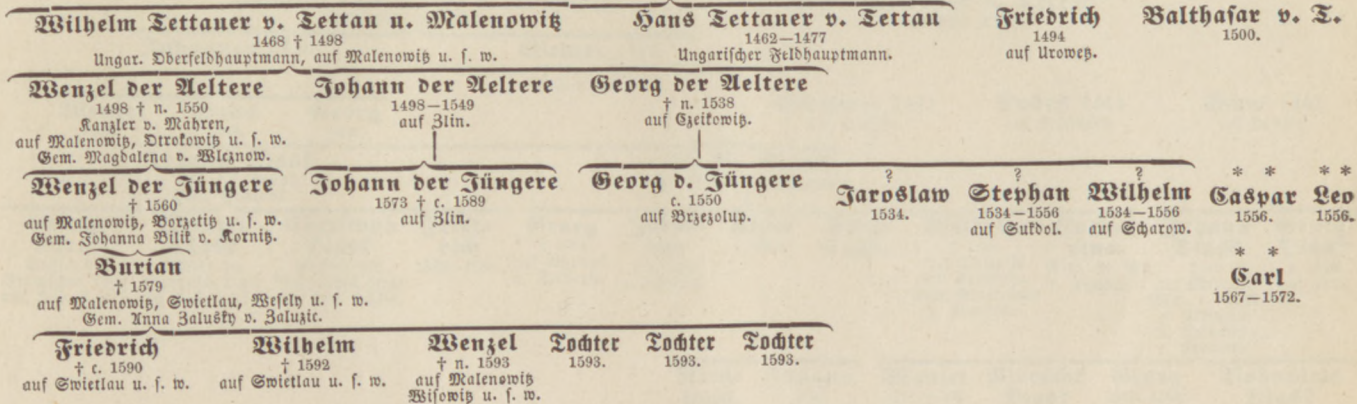 Wilhelm Tettauer v. Tettau u. Malenowitz
1468 † 1498
Ungar. Oberfeldhauptmann, auf Malenowitz u. s. w.
Hans Tettauer v. Tettau
1462—1477
Ungarischer Feldhauptmann.
Friedrich
1494
auf Urowetz.
Balthasar v. T.
1500.
Wenzel der Aeltere
1498 † n. 1550
Kanzler v. Mähren,
auf Malenowitz, Otrokowitz u. s. w.
Gem. Magdalena v. Wleznow.
Johann der Aeltere
1498—1549
auf Zlin.
Georg der Aeltere
† n. 1538
auf Czeikowitz.
Wenzel der Jüngere
† 1560
auf Malenowitz, Borzetitz u. s. w.
Gem. Johanna Bilik v. Kornitz.
Johann der Jüngere
1573 † c. 1589
auf Zlin.
Georg d. Jüngere
c. 1550
auf Brzezolup.
?
Jaroslaw
1534.
?
Stephan
1534—1556
auf Sukdol.
?
Wilhelm
1534—1556
auf Scharow.
* *
Caspar
1556.
* *
Leo
1556.
* *
Carl
1567—1572.
Burian
† 1579
auf Malenowitz, Swietlau, Wesely u. s. w.
Gem. Anna Zalusky v. Zaluzic.
Friedrich
† c. 1590
auf Swietlau u. s. w.
Wilhelm
† 1592
auf Swietlau u. s. w.
Wenzel
† n. 1593
auf Malenowitz
Wisowitz u. s. w.
Tochter
1593.
Tochter
1593.
Tochter
1593.